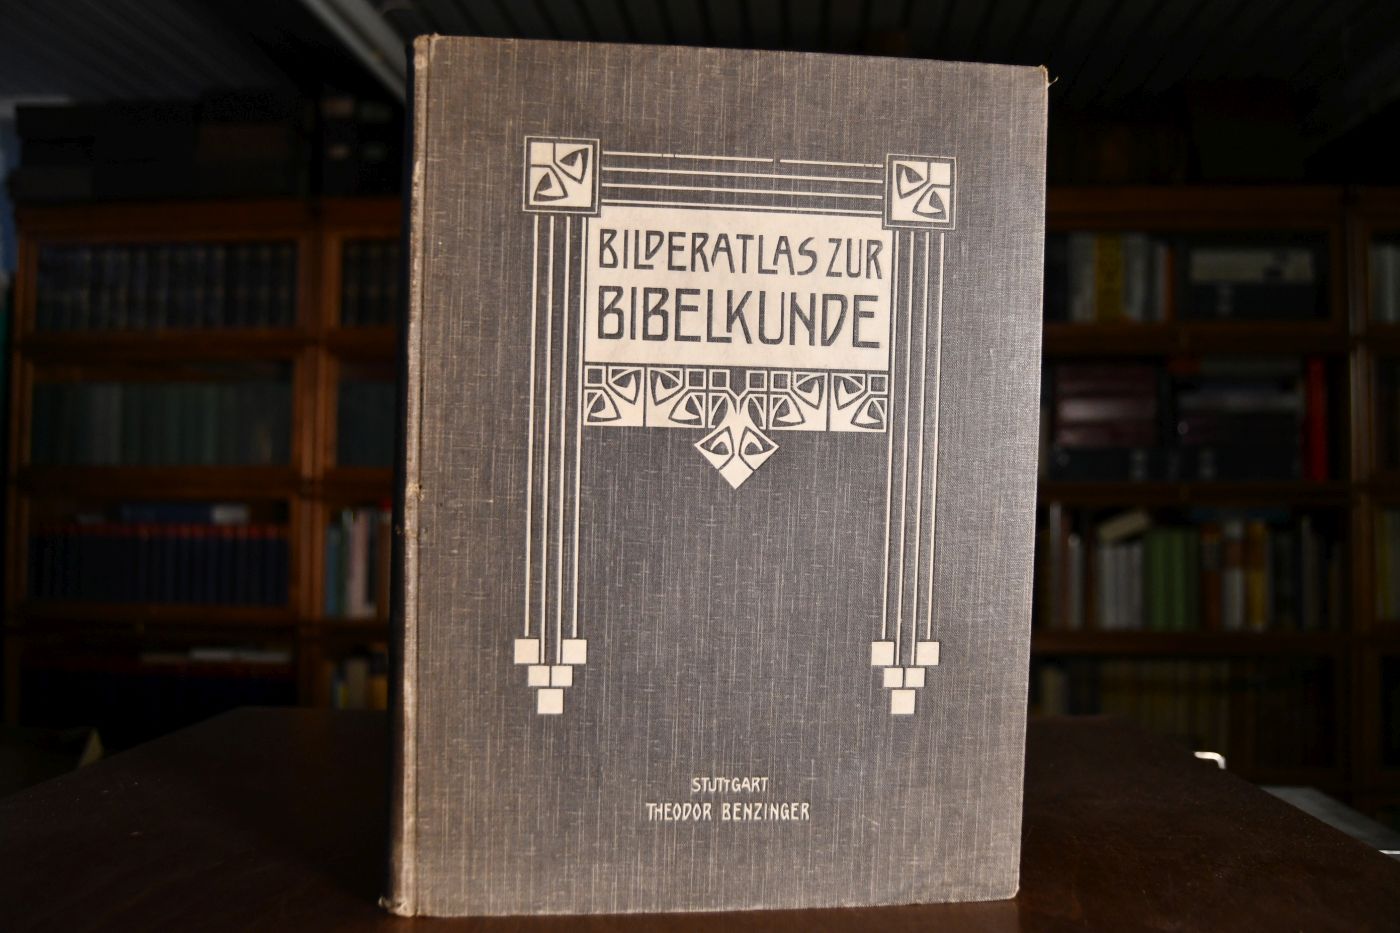 BILDERATLAS ZUR
BIBELKUNDE
STUTTGART
THEODOR BENZINGER